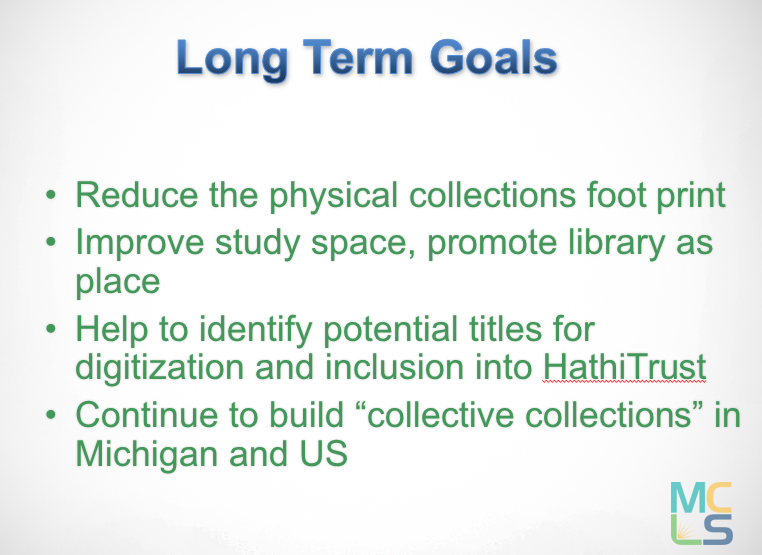 Long Term Goals
• Reduce the physical collections foot print
• Improve study space, promote library as
place
• Help to identify potential titles for
digitization and inclusion into HathiTrust
• Continue to build “collective collections” in
Michigan and US
MC
LS